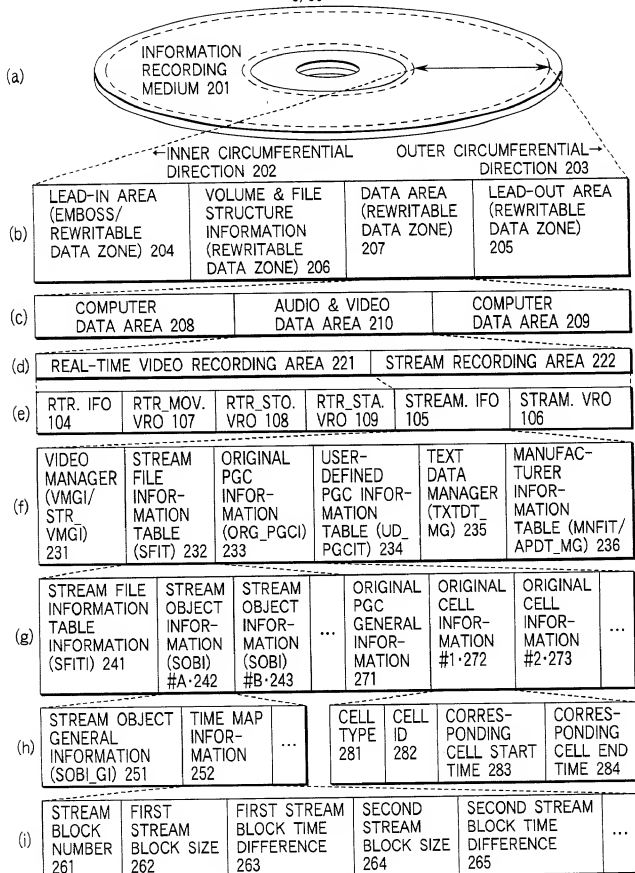 INFORMATION
RECORDING
MEDIUM 201
(a)
←INNER CIRCUMFERENTIAL
DIRECTION 202
OUTER CIRCUMFERENTIAL→
DIRECTION 203
(b)
LEAD-IN AREA
(EMBOSS/
REWRITABLE
DATA ZONE) 204
VOLUME & FILE
STRUCTURE
INFORMATION
(REWRITABLE
DATA ZONE) 206
DATA AREA
(REWRITABLE
DATA ZONE)
207
LEAD-OUT AREA
(REWRITABLE
DATA ZONE)
205
(c)
COMPUTER
DATA AREA 208
AUDIO & VIDEO
DATA AREA 210
COMPUTER
DATA AREA 209
(d)
REAL-TIME VIDEO RECORDING AREA 221
STREAM RECORDING AREA 222
(e)
RTR. IFO
104
RTR_MOV.
VRO 107
RTR_STO.
VRO 108
RTR_STA.
VRO 109
STREAM. IFO
105
STRAM. VRO
106
(f)
VIDEO
MANAGER
(VMGI/
STR_
VMGI)
231
STREAM
FILE
INFOR-
MATION
TABLE
(SFIT) 232
ORIGINAL
PGC
INFOR-
MATION
(ORG_PGCI)
233
USER-
DEFINED
PGC INFOR-
MATION
TABLE (UD_
PGCIT) 234
TEXT
DATA
MANAGER
(TXTDT_
MG) 235
MANUFAC-
TURER
INFOR-
MATION
TABLE (MNFIT/
APDT_MG) 236
(g)
STREAM FILE
INFORMATION
TABLE
INFORMATION
(SFITI) 241
STREAM
OBJECT
INFOR-
MATION
(SOBI)
#A·242
STREAM
OBJECT
INFOR-
MATION
(SOBI)
#B·243
...
ORIGINAL
PGC
GENERAL
INFOR-
MATION
271
ORIGINAL
CELL
INFOR-
MATION
#1·272
ORIGINAL
CELL
INFOR-
MATION
#2·273
...
(h)
STREAM OBJECT
GENERAL
INFORMATION
(SOBI_GI) 251
TIME MAP
INFOR-
MATION
252
...
CELL
TYPE
281
CELL
ID
282
CORRES-
PONDING
CELL START
TIME 283
CORRES-
PONDING
CELL END
TIME 284
(i)
STREAM
BLOCK
NUMBER
261
FIRST
STREAM
BLOCK SIZE
262
FIRST STREAM
BLOCK TIME
DIFFERENCE
263
SECOND
STREAM
BLOCK SIZE
264
SECOND STREAM
BLOCK TIME
DIFFERENCE
265
...